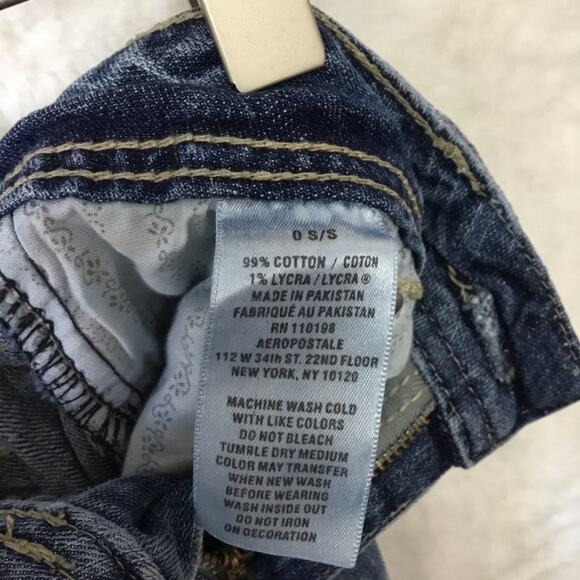 0 S/S
99% COTTON / COTON
1% LYCRA / LYCRA ®
MADE IN PAKISTAN
FABRIQUÉ AU PAKISTAN
RN 110198
AEROPOSTALE
112 W 34th ST. 22ND FLOOR
NEW YORK, NY 10120
MACHINE WASH COLD
WITH LIKE COLORS
DO NOT BLEACH
TUMBLE DRY MEDIUM
COLOR MAY TRANSFER
WHEN NEW WASH
BEFORE WEARING
WASH INSIDE OUT
DO NOT IRON
ON DECORATION